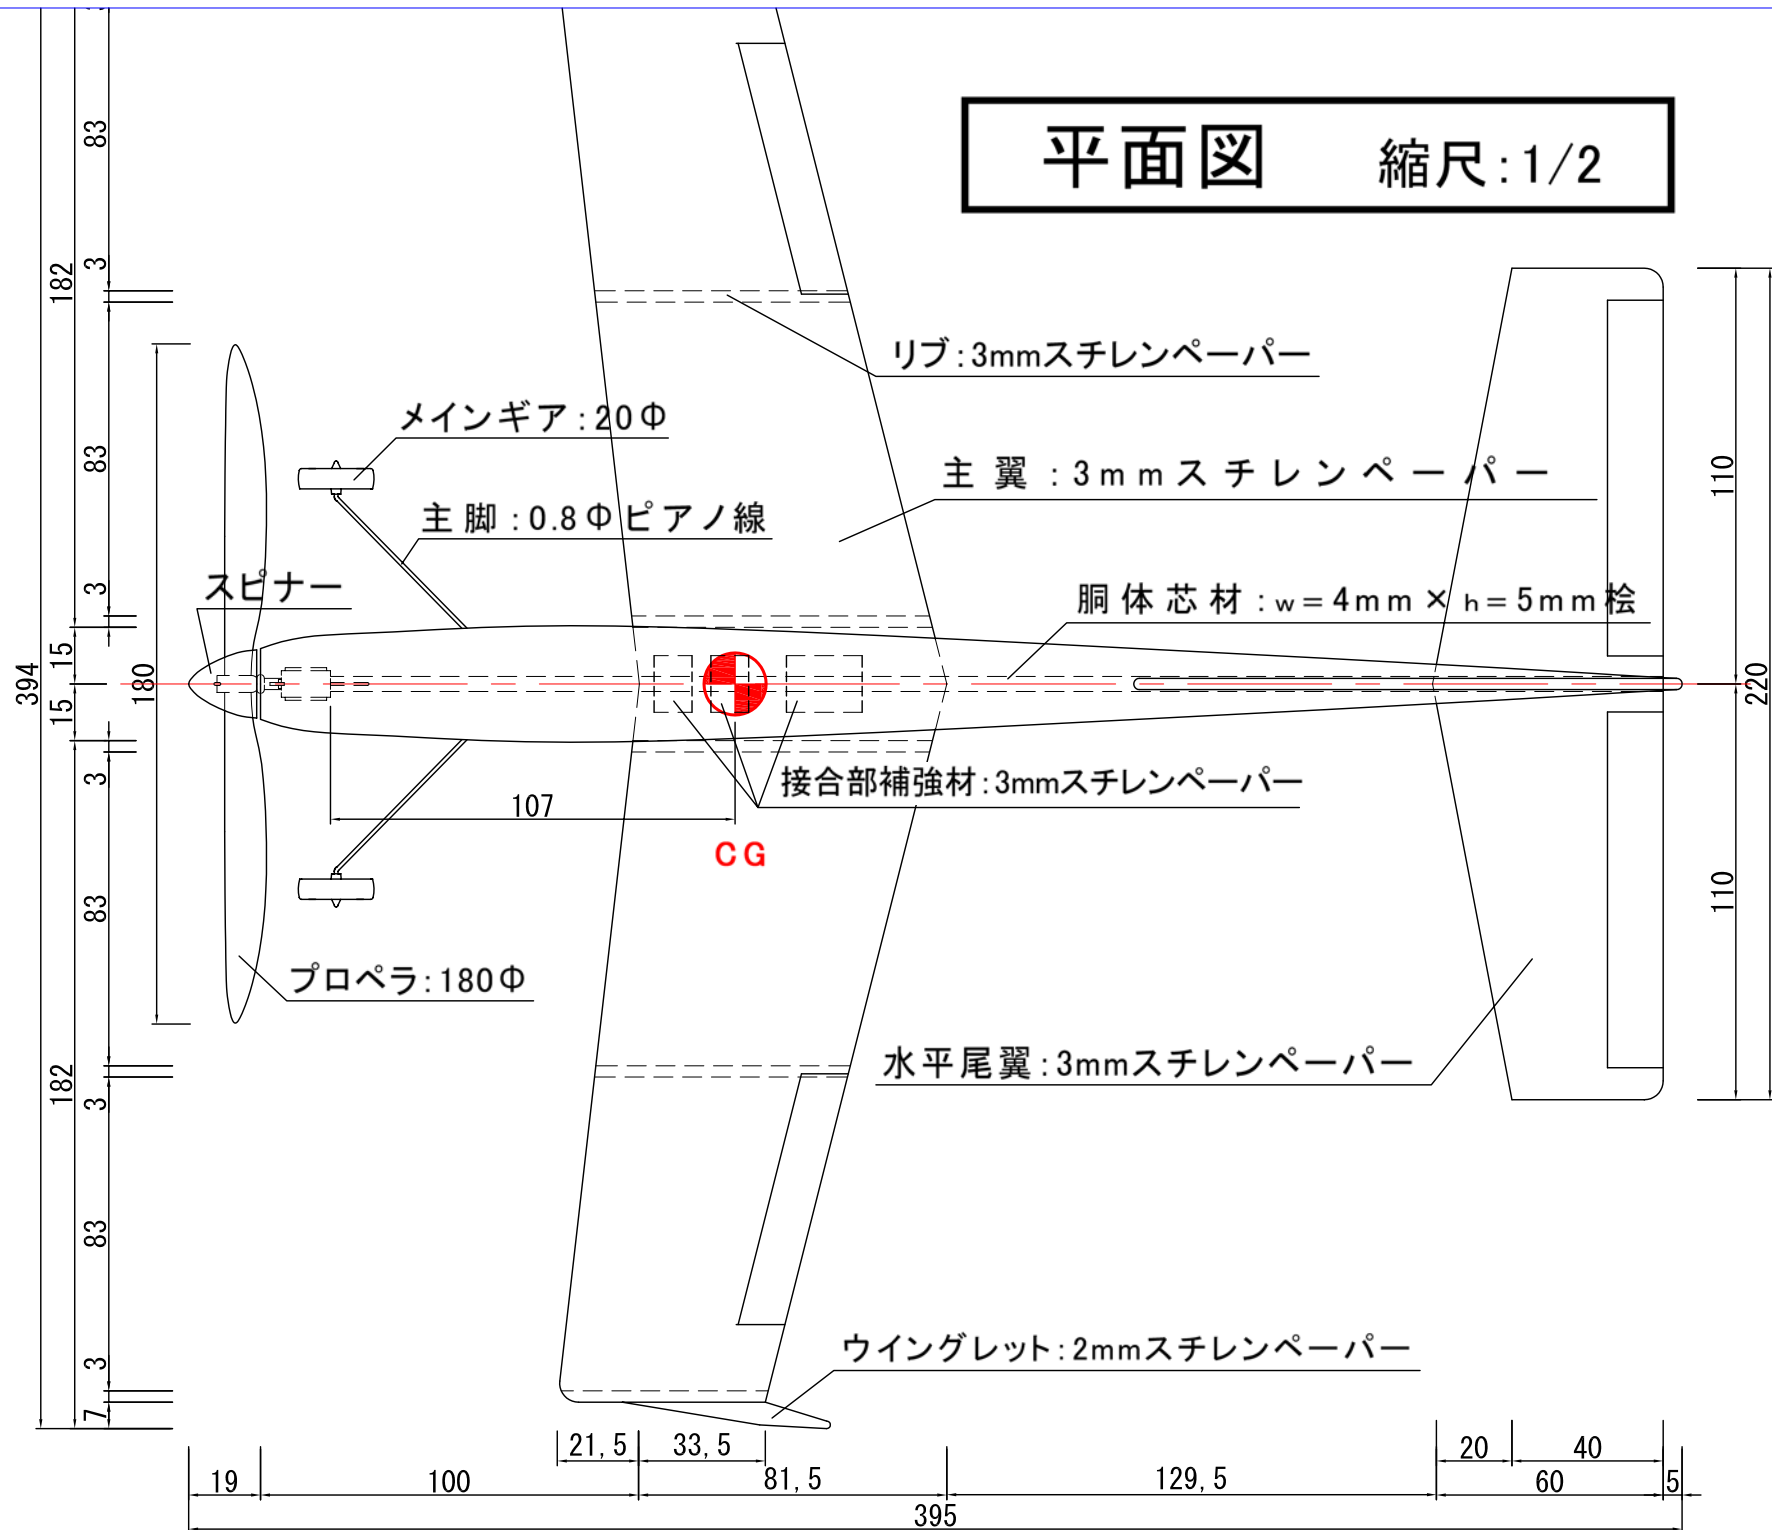 平面図 縮尺:1/2
83
3
182
リブ:3mmスチレンペーパー
メインギア:20Φ
83
主翼:3mmスチレンペーパー
110
主脚:0.8Φピアノ線
スピナー
3
胴体芯材:w=4mm×h=5mm桧
15
394
180
15
220
3
接合部補強材:3mmスチレンペーパー
107
CG
83
110
プロペラ:180Φ
水平尾翼:3mmスチレンペーパー
182
3
83
ウイングレット:2mmスチレンペーパー
3
7
21,5 33,5 20 40
19 100 81,5 129,5 60 5
395